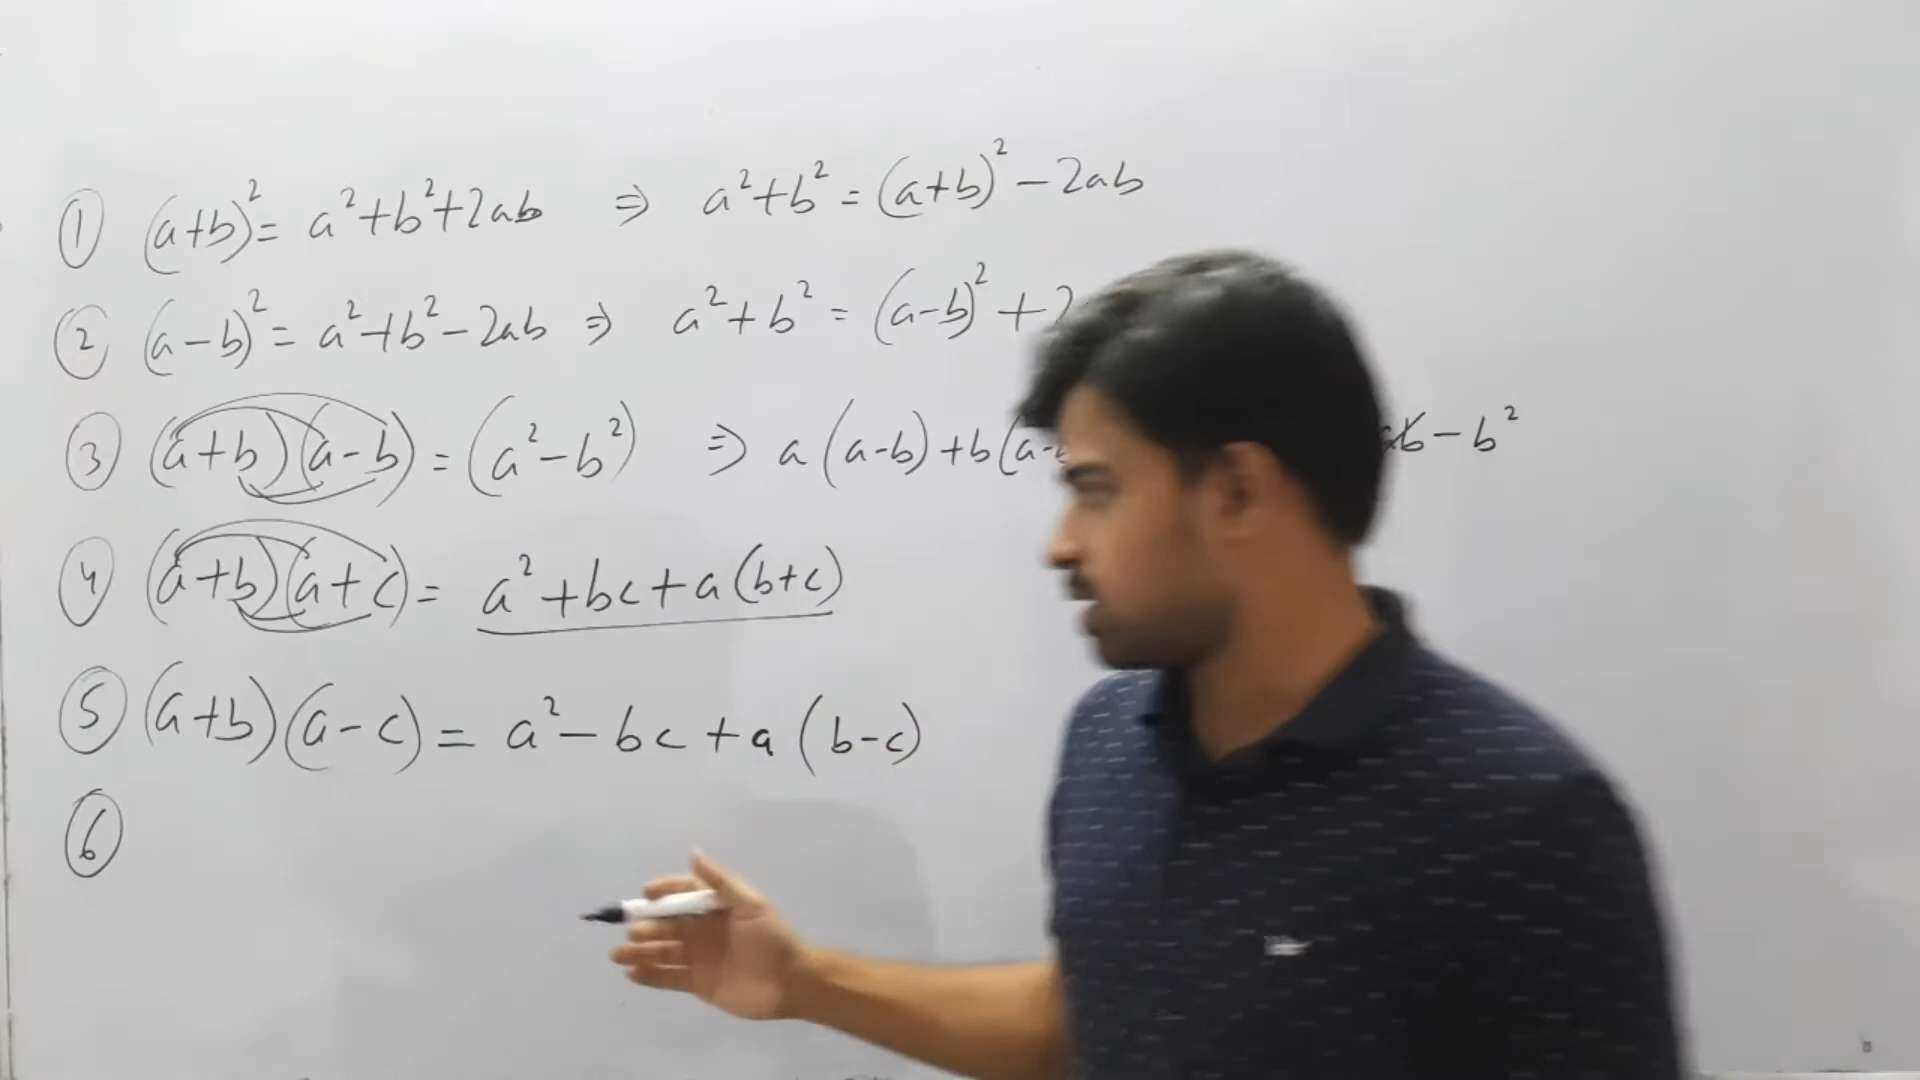 ① (a+b)² = a²+b²+2ab ⇒ a²+b² = (a+b)² - 2ab
② (a-b)² = a²+b²-2ab ⇒ a²+b² = (a-b)² + 2
③ (a+b)(a-b) = (a²-b²) ⇒ a(a-b)+b(a- ab - b²
④ (a+b)(a+c) = a²+bc+a(b+c)
⑤ (a+b)(a-c) = a²-bc+a(b-c)
⑥